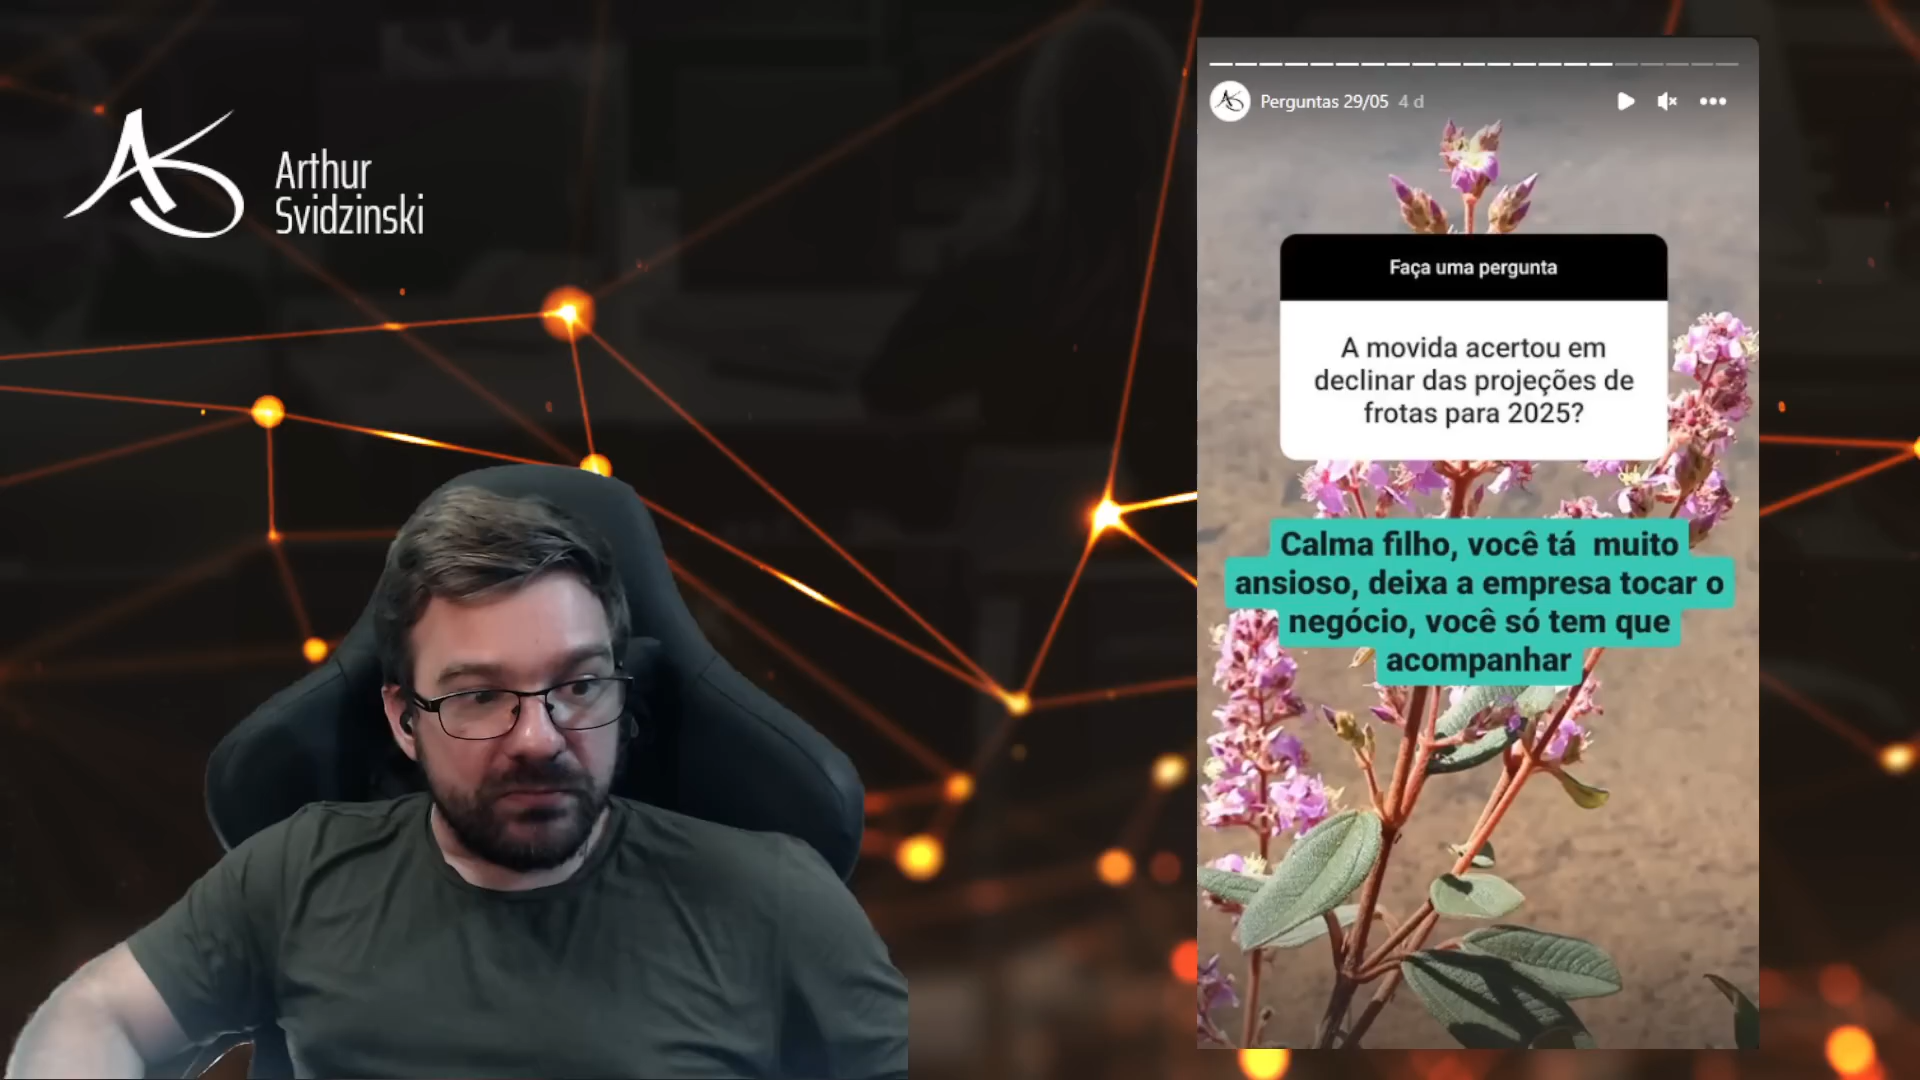 Arthur
Svidzinski
Perguntas 29/05 4 d
Faça uma pergunta
A movida acertou em
declinar das projeções de
frotas para 2025?
Calma filho, você tá muito
ansioso, deixa a empresa tocar o
negócio, você só tem que
acompanhar